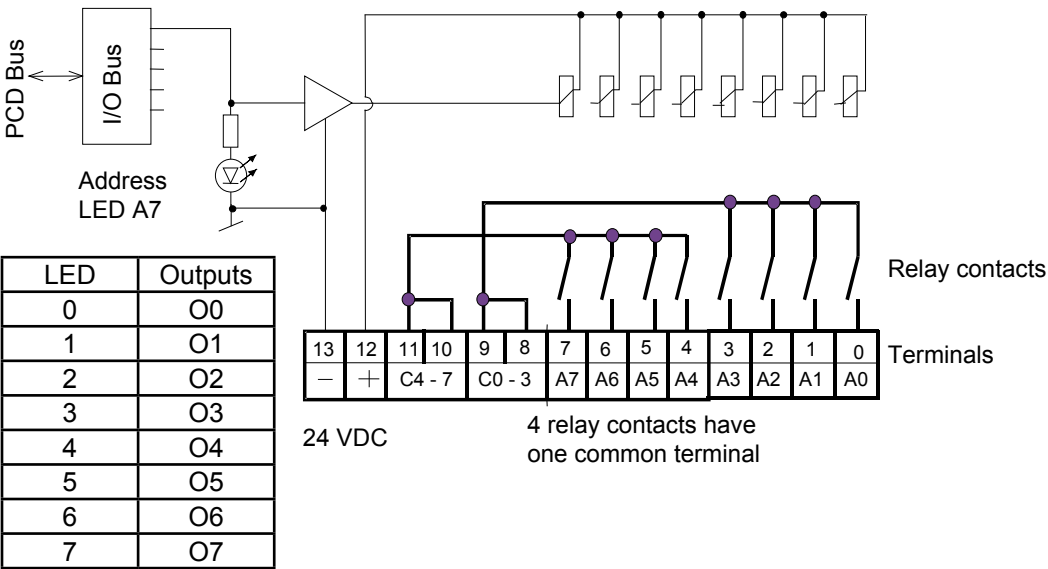 PCD Bus
I/O Bus
Address
LED A7
LED Outputs
0 O0
1 O1
2 O2
3 O3
4 O4
5 O5
6 O6
7 O7
Relay contacts
13 12 11 10 9 8 7 6 5 4 3 2 1 0
Terminals
− + C4 - 7 C0 - 3 A7 A6 A5 A4 A3 A2 A1 A0
24 VDC
4 relay contacts have
one common terminal